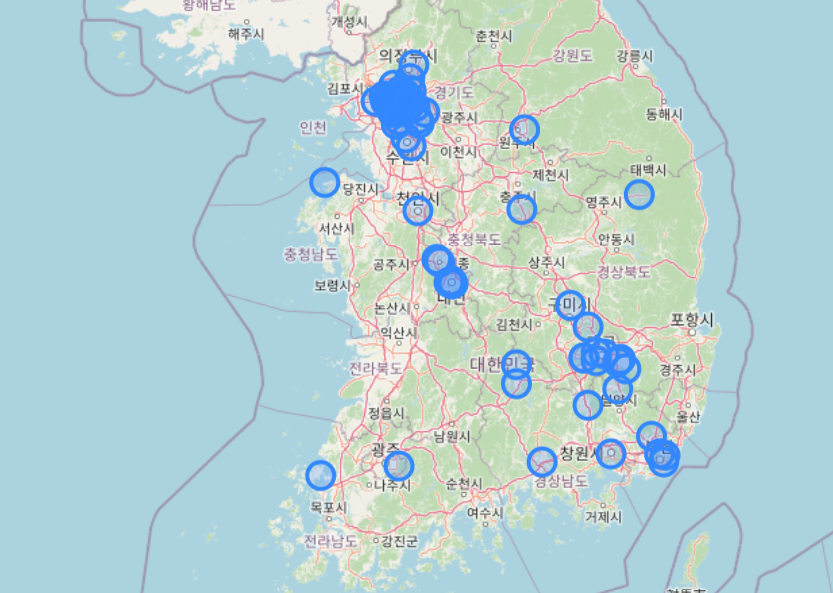 황해남도
해주시
개성시
의정부시
춘천시
강원도
강릉시
김포시
경기도
동해시
광주시
인천
수원시
이천시
원주시
제천시
태백시
당진시
천안시
충주시
영주시
서산시
충청남도
충청북도
안동시
공주시
상주시
경상북도
보령시
대전
구미시
논산시
김천시
포항시
익산시
전라북도
대한민국
경주시
정읍시
밀양시
울산
남원시
광주
창원시
나주시
순천시
경상남도
목포시
여수시
거제시
전라남도
강진군